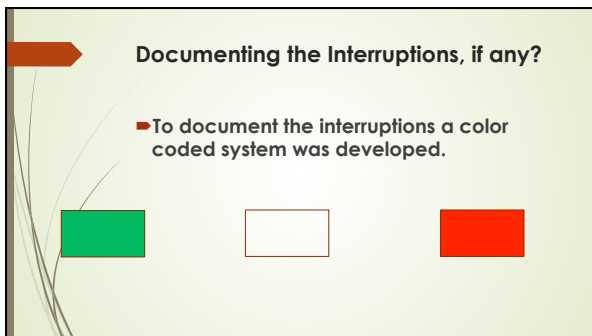 Documenting the Interruptions, if any?
To document the interruptions a color
coded system was developed.